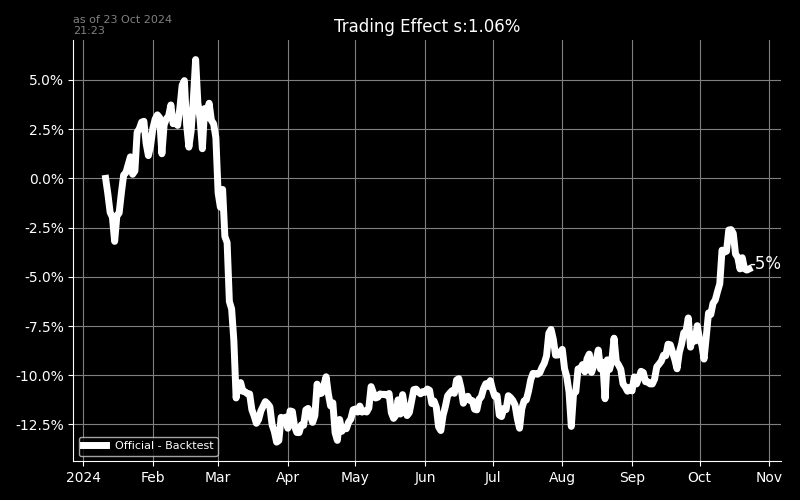 as of 23 Oct 2024
21:23
Trading Effect s:1.06%
5.0%
2.5%
0.0%
-2.5%
-5.0%
-7.5%
-10.0%
-12.5%
-5%
Official - Backtest
2024 Feb Mar Apr May Jun Jul Aug Sep Oct Nov